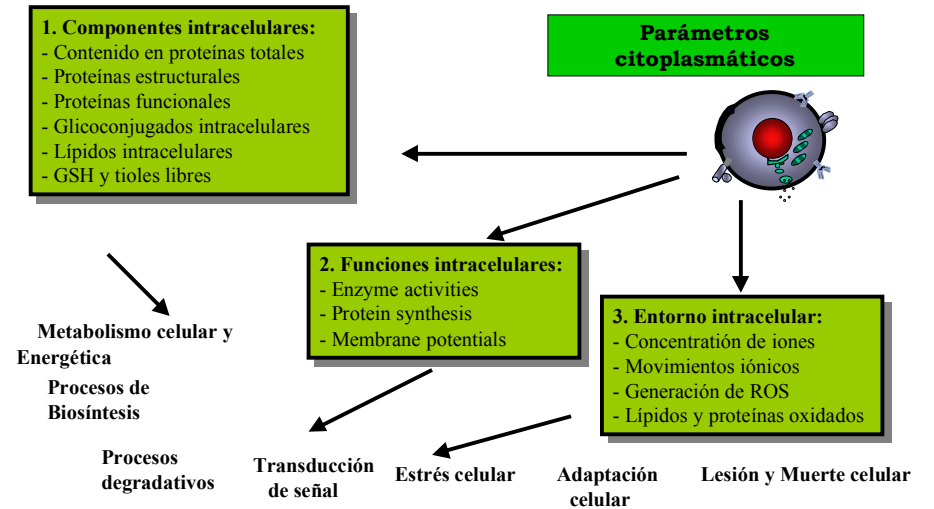 Parámetros
citoplasmáticos
1. Componentes intracelulares:
- Contenido en proteínas totales
- Proteínas estructurales
- Proteínas funcionales
- Glicoconjugados intracelulares
- Lípidos intracelulares
- GSH y tioles libres
2. Funciones intracelulares:
- Enzyme activities
- Protein synthesis
- Membrane potentials
3. Entorno intracelular:
- Concentratión de iones
- Movimientos iónicos
- Generación de ROS
- Lípidos y proteínas oxidados
Metabolismo celular y
Energética
Procesos de
Biosíntesis
Procesos
degradativos
Transducción
de señal
Estrés celular
Adaptación
celular
Lesión y Muerte celular